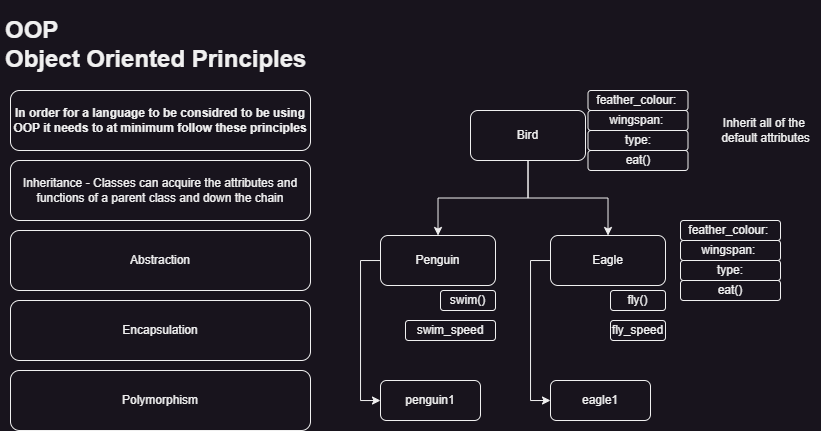 OOP
Object Oriented Principles
In order for a language to be considred to be using
OOP it needs to at minimum follow these principles
Inheritance - Classes can acquire the attributes and
functions of a parent class and down the chain
Abstraction
Encapsulation
Polymorphism
Bird
feather_colour:
wingspan:
type:
eat()
Inherit all of the
default attributes
Penguin
swim()
swim_speed
penguin1
Eagle
feather_colour:
wingspan:
type:
eat()
fly()
fly_speed
eagle1